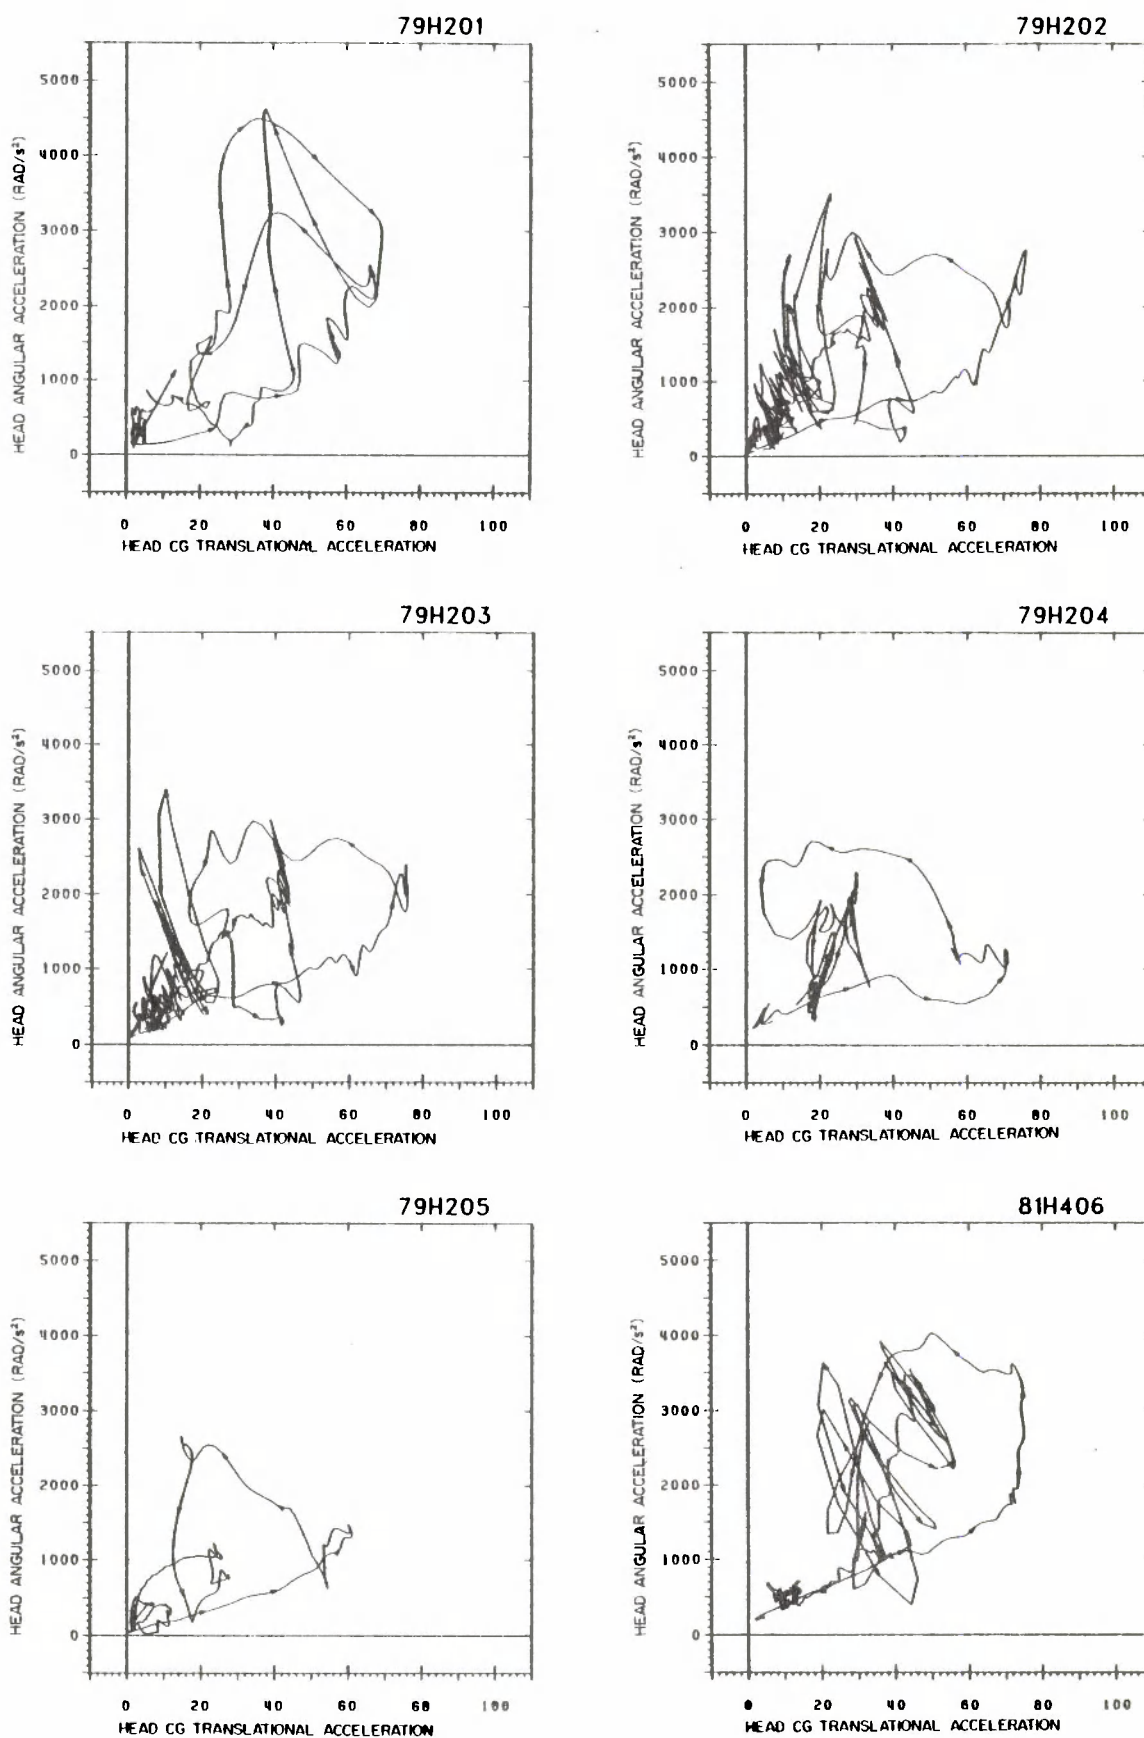 79H201
HEAD ANGULAR ACCELERATION (RAD/s²)
5000
4000
3000
2000
1000
0
0 20 40 60 80 100
HEAD CG TRANSLATIONAL ACCELERATION
79H202
HEAD ANGULAR ACCELERATION (RAD/s²)
5000
4000
3000
2000
1000
0
0 20 40 60 80 100
HEAD CG TRANSLATIONAL ACCELERATION
79H203
HEAD ANGULAR ACCELERATION (RAD/s²)
5000
4000
3000
2000
1000
0
0 20 40 60 80 100
HEAD CG TRANSLATIONAL ACCELERATION
79H204
HEAD ANGULAR ACCELERATION (RAD/s²)
5000
4000
3000
2000
1000
0
0 20 40 60 80 100
HEAD CG TRANSLATIONAL ACCELERATION
79H205
HEAD ANGULAR ACCELERATION (RAD/s²)
5000
4000
3000
2000
1000
0
0 20 40 60 60 100
HEAD CG TRANSLATIONAL ACCELERATION
81H406
HEAD ANGULAR ACCELERATION (RAD/s²)
5000
4000
3000
2000
1000
0
0 20 40 60 80 100
HEAD CG TRANSLATIONAL ACCELERATION